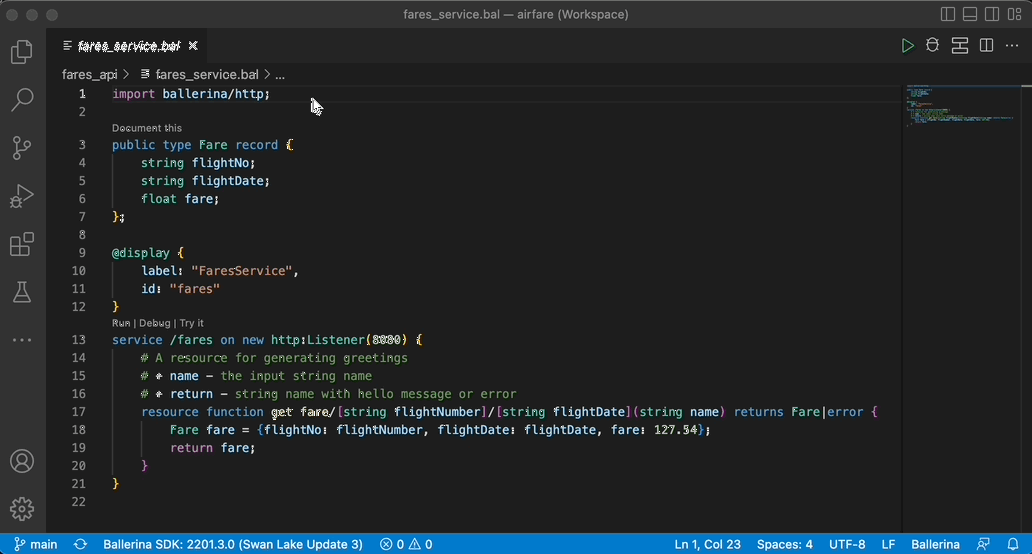 fares_service.bal — airfare (Workspace)
fares_service.bal
fares_api > fares_service.bal > ...
1 import ballerina/http;
2
Document this
3 public type Fare record {
4 string flightNo;
5 string flightDate;
6 float fare;
7 };
8
9 @display {
10 label: "FaresService",
11 id: "fares"
12 }
Run | Debug | Try it
13 service /fares on new http:Listener(8080) {
14 # A resource for generating greetings
15 # + name - the input string name
16 # + return - string name with hello message or error
17 resource function get fare/[string flightNumber]/[string flightDate](string name) returns Fare|error {
18 Fare fare = {flightNo: flightNumber, flightDate: flightDate, fare: 127.54};
19 return fare;
20 }
21 }
22
main Ballerina SDK: 2201.3.0 (Swan Lake Update 3) 0 0 Ln 1, Col 23 Spaces: 4 UTF-8 LF Ballerina